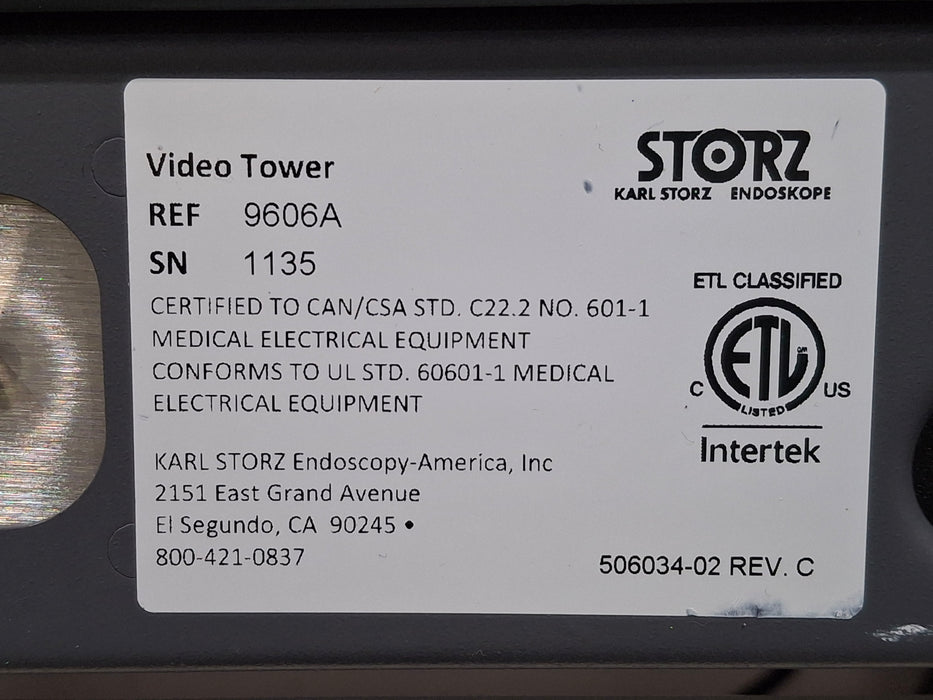 Video Tower
REF 9606A
SN 1135
CERTIFIED TO CAN/CSA STD. C22.2 NO. 601-1
MEDICAL ELECTRICAL EQUIPMENT
CONFORMS TO UL STD. 60601-1 MEDICAL
ELECTRICAL EQUIPMENT
KARL STORZ Endoscopy-America, Inc
2151 East Grand Avenue
El Segundo, CA 90245 •
800-421-0837
STORZ
KARL STORZ ENDOSKOPE
ETL CLASSIFIED
ETL
C US
LISTED
Intertek
506034-02 REV. C